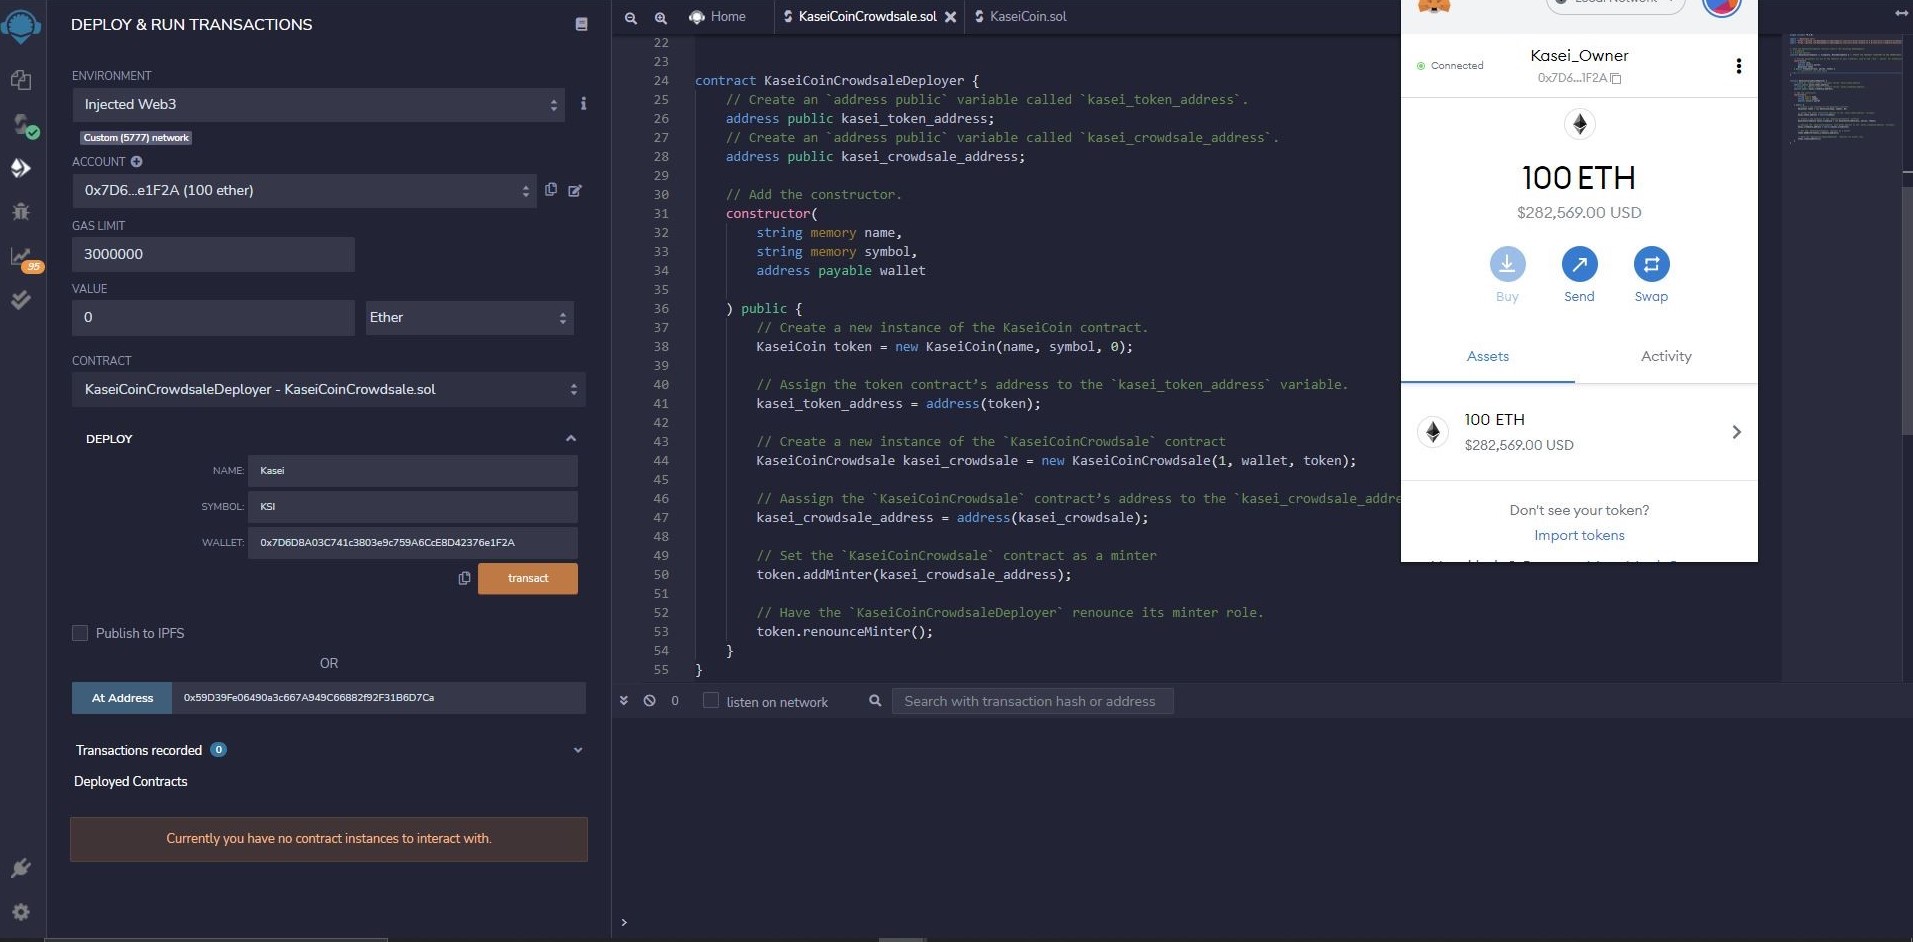 DEPLOY & RUN TRANSACTIONS
ENVIRONMENT
Injected Web3
Custom (5777) network
ACCOUNT
0x7D6...e1F2A (100 ether)
GAS LIMIT
3000000
VALUE
0
Ether
CONTRACT
KaseiCoinCrowdsaleDeployer - KaseiCoinCrowdsale.sol
DEPLOY
NAME: Kasei
SYMBOL: KSI
WALLET: 0x7D6D8A03C741c3803e9c759A6CcE8D42376e1F2A
transact
Publish to IPFS
OR
At Address 0x59D39Fe06490a3c667A949C66882f92F31B6D7Ca
Transactions recorded 0
Deployed Contracts
Currently you have no contract instances to interact with.
95
Home
KaseiCoinCrowdsale.sol
KaseiCoin.sol
22
23
24 contract KaseiCoinCrowdsaleDeployer {
25 // Create an `address public` variable called `kasei_token_address`.
26 address public kasei_token_address;
27 // Create an `address public` variable called `kasei_crowdsale_address`.
28 address public kasei_crowdsale_address;
29
30 // Add the constructor.
31 constructor(
32 string memory name,
33 string memory symbol,
34 address payable wallet
35
36 ) public {
37 // Create a new instance of the KaseiCoin contract.
38 KaseiCoin token = new KaseiCoin(name, symbol, 0);
39
40 // Assign the token contract’s address to the `kasei_token_address` variable.
41 kasei_token_address = address(token);
42
43 // Create a new instance of the `KaseiCoinCrowdsale` contract
44 KaseiCoinCrowdsale kasei_crowdsale = new KaseiCoinCrowdsale(1, wallet, token);
45
46 // Aassign the `KaseiCoinCrowdsale` contract’s address to the `kasei_crowdsale_addre
47 kasei_crowdsale_address = address(kasei_crowdsale);
48
49 // Set the `KaseiCoinCrowdsale` contract as a minter
50 token.addMinter(kasei_crowdsale_address);
51
52 // Have the `KaseiCoinCrowdsaleDeployer` renounce its minter role.
53 token.renounceMinter();
54 }
55 }
0
listen on network
Search with transaction hash or address
>
Connected
Kasei_Owner
0x7D6...1F2A
100 ETH
$282,569.00 USD
Buy
Send
Swap
Assets
Activity
100 ETH
$282,569.00 USD
Don't see your token?
Import tokens